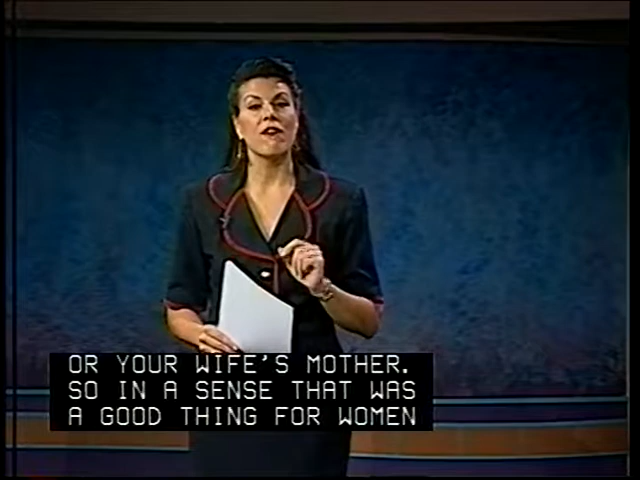 OR YOUR WIFE'S MOTHER.
SO IN A SENSE THAT WAS
A GOOD THING FOR WOMEN